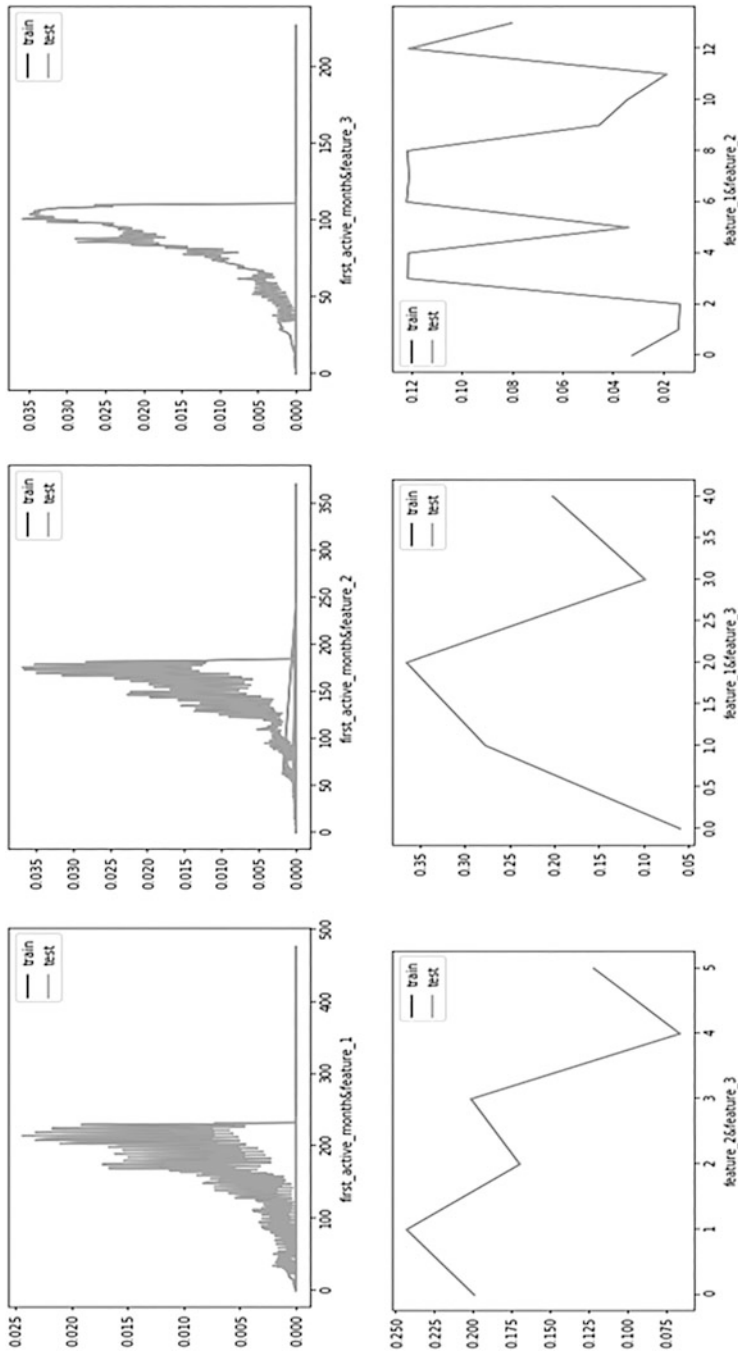 0.025
0.020
0.015
0.010
0.005
0.000
train
test
0 100 200 300 400 500
first_active_month&feature_1
0.035
0.030
0.025
0.020
0.015
0.010
0.005
0.000
train
test
0 50 100 150 200 250 300 350
first_active_month&feature_2
0.035
0.030
0.025
0.020
0.015
0.010
0.005
0.000
train
test
0 50 100 150 200
first_active_month&feature_3
0.250
0.225
0.200
0.175
0.150
0.125
0.100
0.075
train
test
0 1 2 3 4 5
feature_2&feature_3
0.35
0.30
0.25
0.20
0.15
0.10
0.05
train
test
0.0 0.5 1.0 1.5 2.0 2.5 3.0 3.5 4.0
feature_1&feature_3
0.12
0.10
0.08
0.06
0.04
0.02
train
test
0 2 4 6 8 10 12
feature_1&feature_2